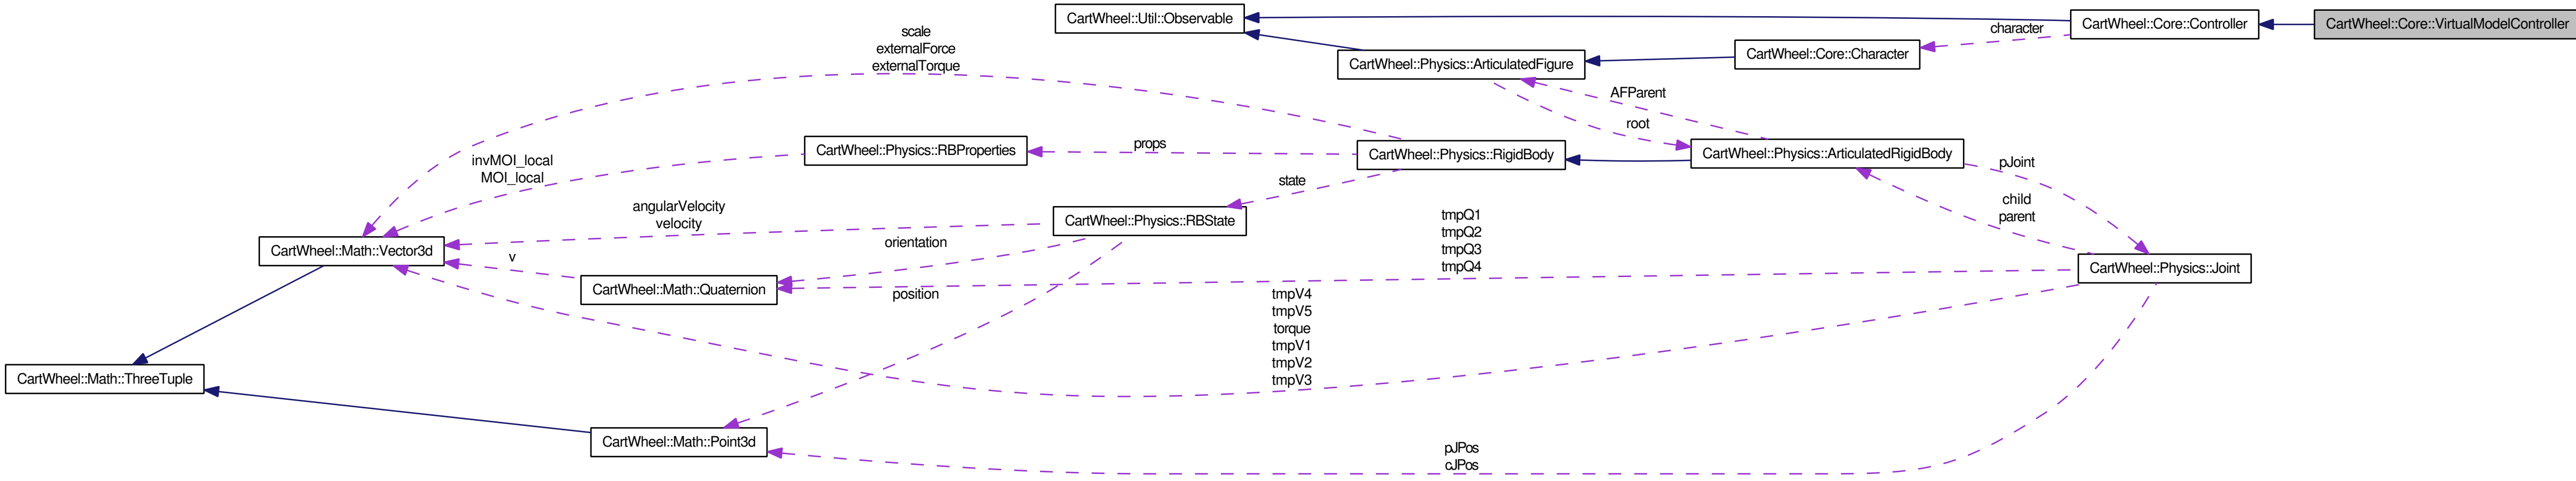 CartWheel::Util::Observable
CartWheel::Core::Controller
CartWheel::Core::VirtualModelController
character
scale
externalForce
externalTorque
CartWheel::Core::Character
CartWheel::Physics::ArticulatedFigure
AFParent
root
CartWheel::Physics::RBProperties
props
CartWheel::Physics::RigidBody
CartWheel::Physics::ArticulatedRigidBody
pJoint
invMOI_local
MOI_local
state
child
parent
angularVelocity
velocity
CartWheel::Physics::RBState
tmpQ1
tmpQ2
tmpQ3
tmpQ4
CartWheel::Math::Vector3d
v
orientation
CartWheel::Physics::Joint
CartWheel::Math::Quaternion
position
tmpV4
tmpV5
torque
tmpV1
tmpV2
tmpV3
CartWheel::Math::ThreeTuple
CartWheel::Math::Point3d
pJPos
cJPos